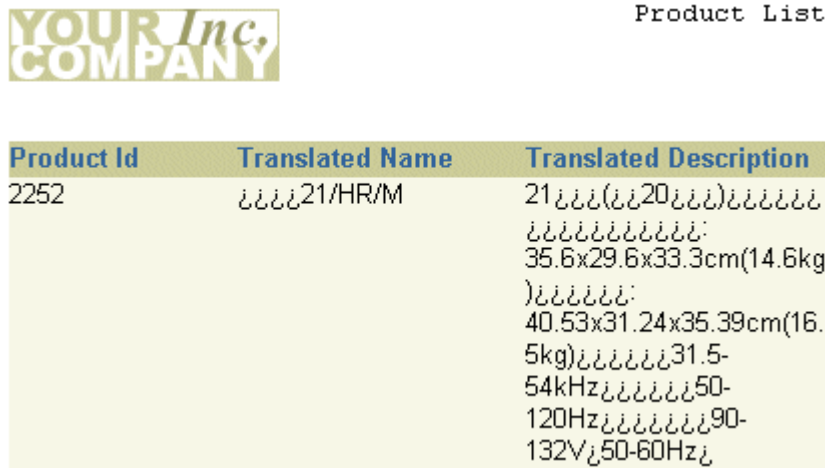 YOUR Inc.
COMPANY
Product List
Product Id Translated Name Translated Description
2252 ¿¿¿¿21/HR/M 21¿¿¿(¿¿20¿¿¿)¿¿¿¿¿¿
¿¿¿¿¿¿¿¿¿¿¿:
35.6x29.6x33.3cm(14.6kg
)¿¿¿¿¿¿:
40.53x31.24x35.39cm(16.
5kg)¿¿¿¿¿¿31.5-
54kHz¿¿¿¿¿¿50-
120Hz¿¿¿¿¿¿¿90-
132V¿50-60Hz¿